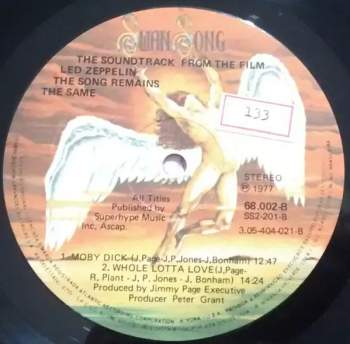 Swan Song
THE SOUNDTRACK FROM THE FILM
LED ZEPPELIN
THE SONG REMAINS
THE SAME
133
STEREO
℗ 1977
68.002-B
SS2-201-B
3.05-404-021-B
All Titles
Published by
Superhype Music
Inc, Ascap.
1. MOBY DICK (J.Page-J.P.Jones-J.Bonham) 12:47
2. WHOLE LOTTA LOVE(J.Page-
R. Plant - J. P. Jones - J. Bonham) 14:24
Produced by Jimmy Page Executive
Producer Peter Grant